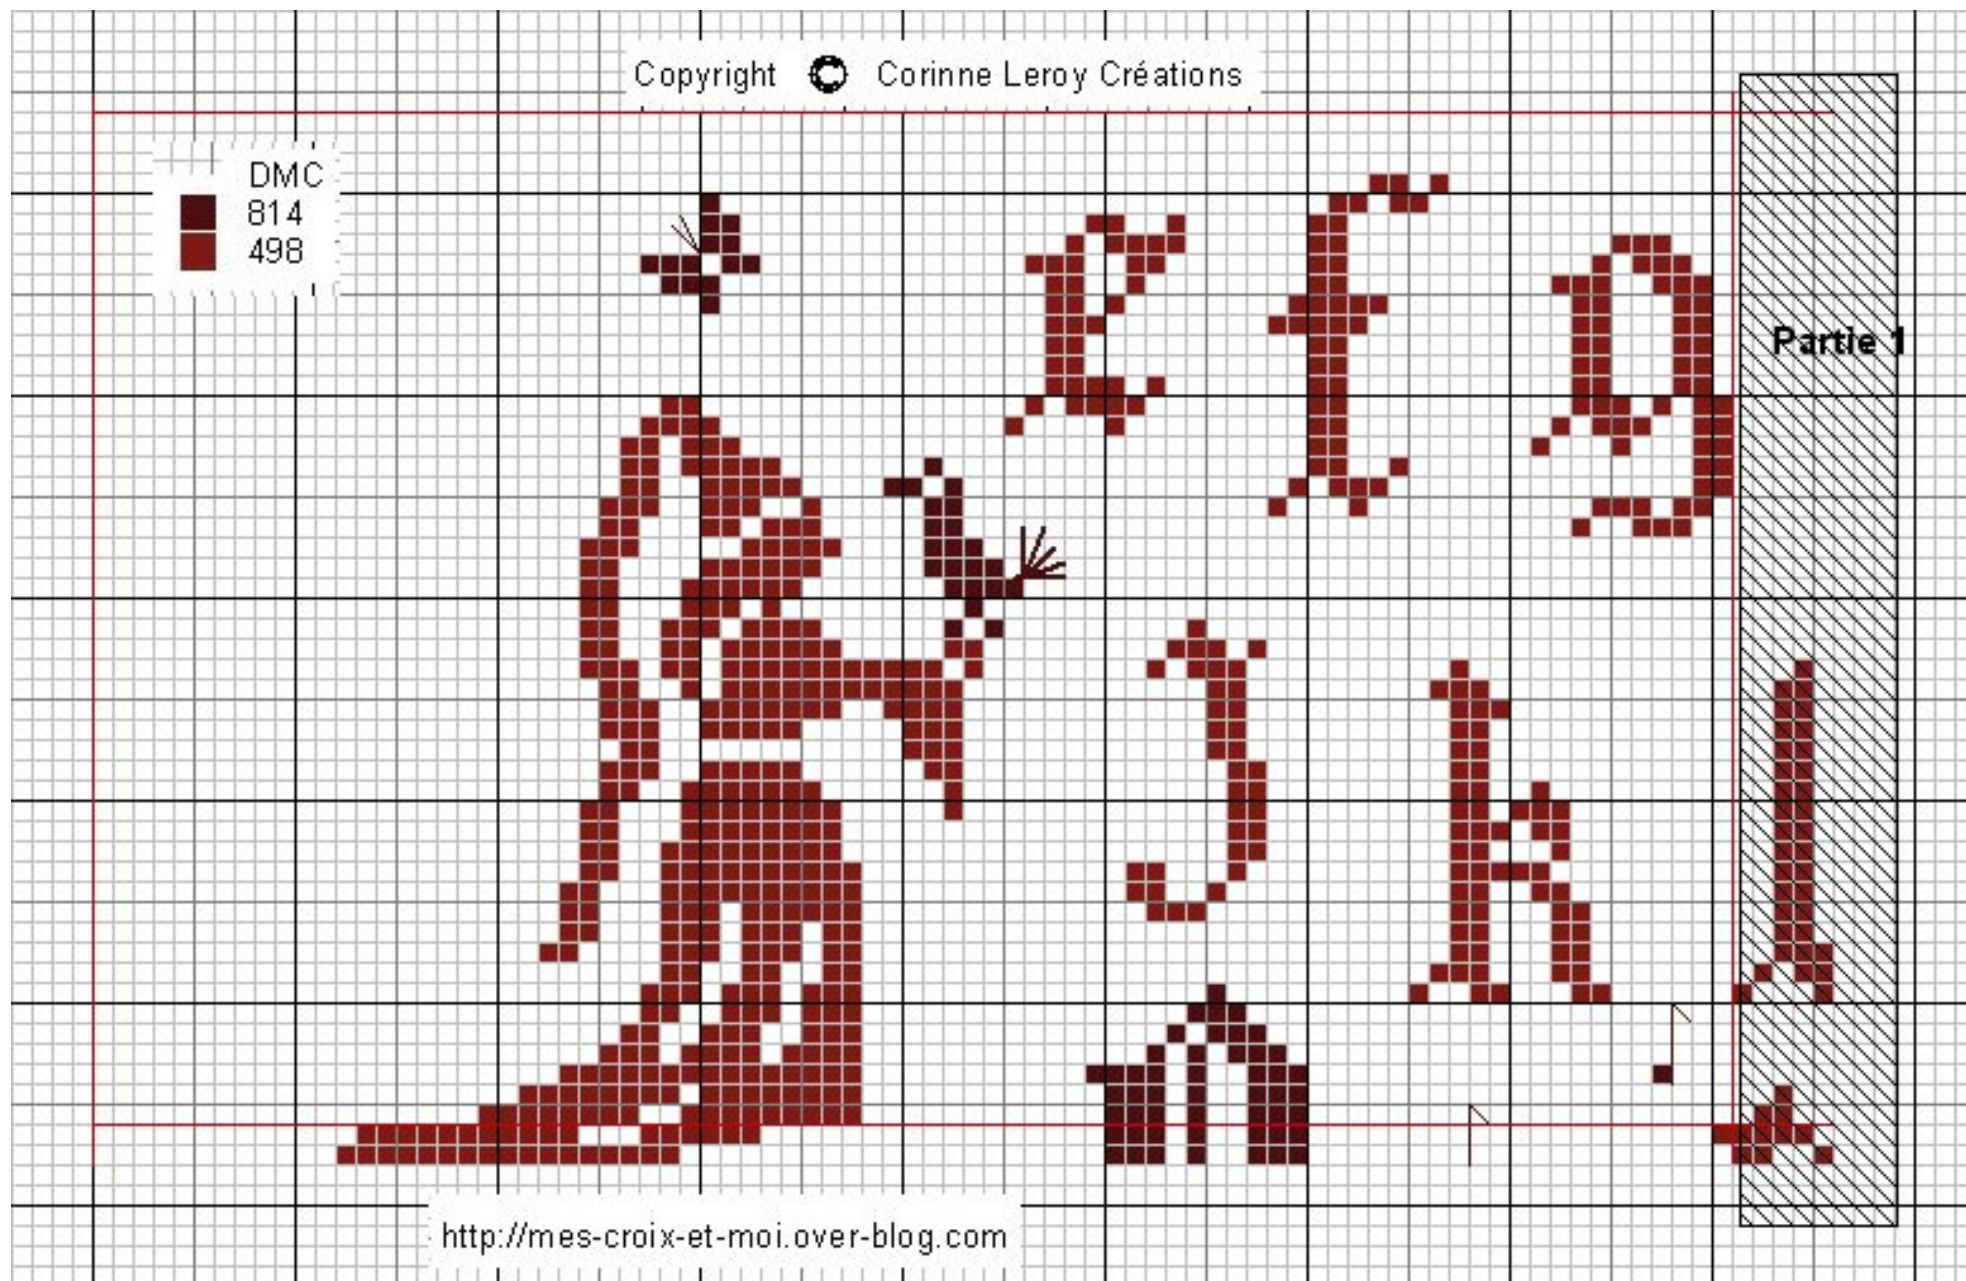 Copyright © Corinne Leroy Créations
DMC
814
498
E f g
Partie 1
J k l
http://mes-croix-et-moi.over-blog.com